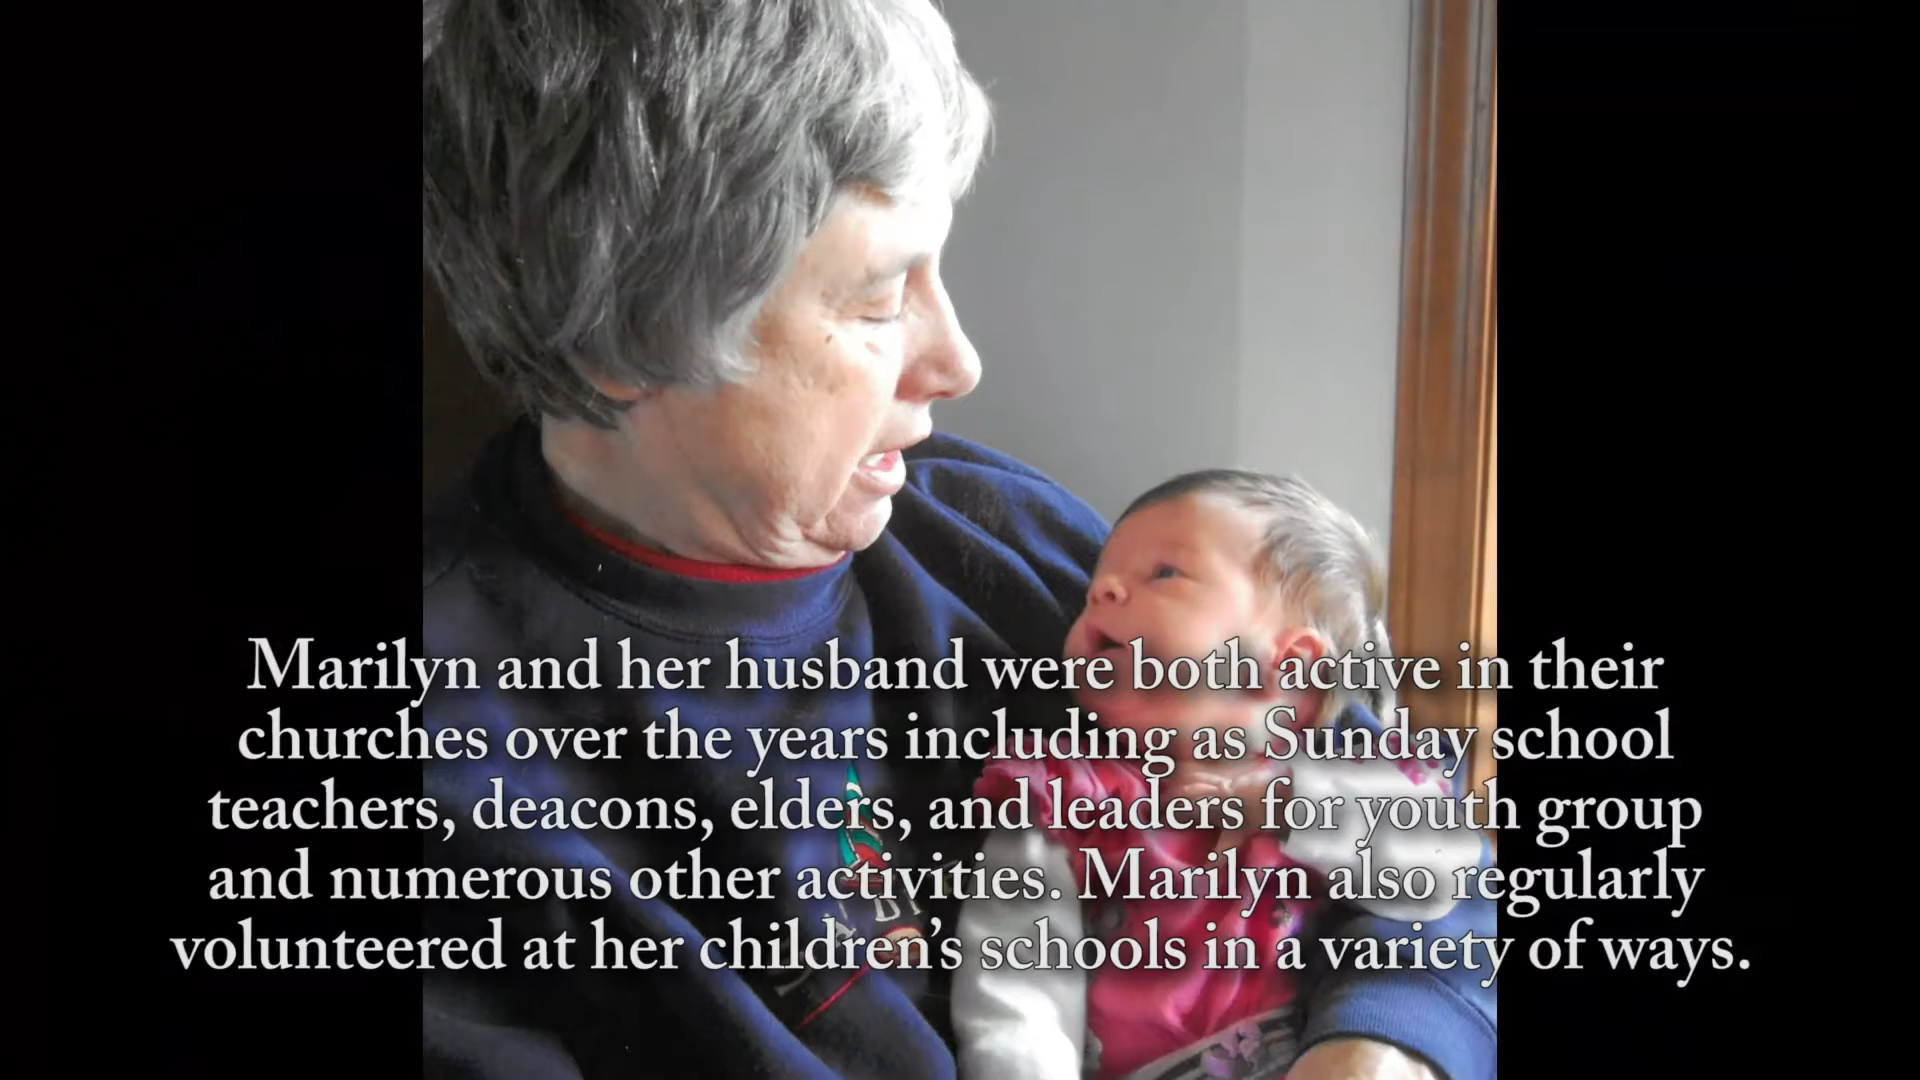 Marilyn and her husband were both active in their
churches over the years including as Sunday school
teachers, deacons, elders, and leaders for youth group
and numerous other activities. Marilyn also regularly
volunteered at her children’s schools in a variety of ways.